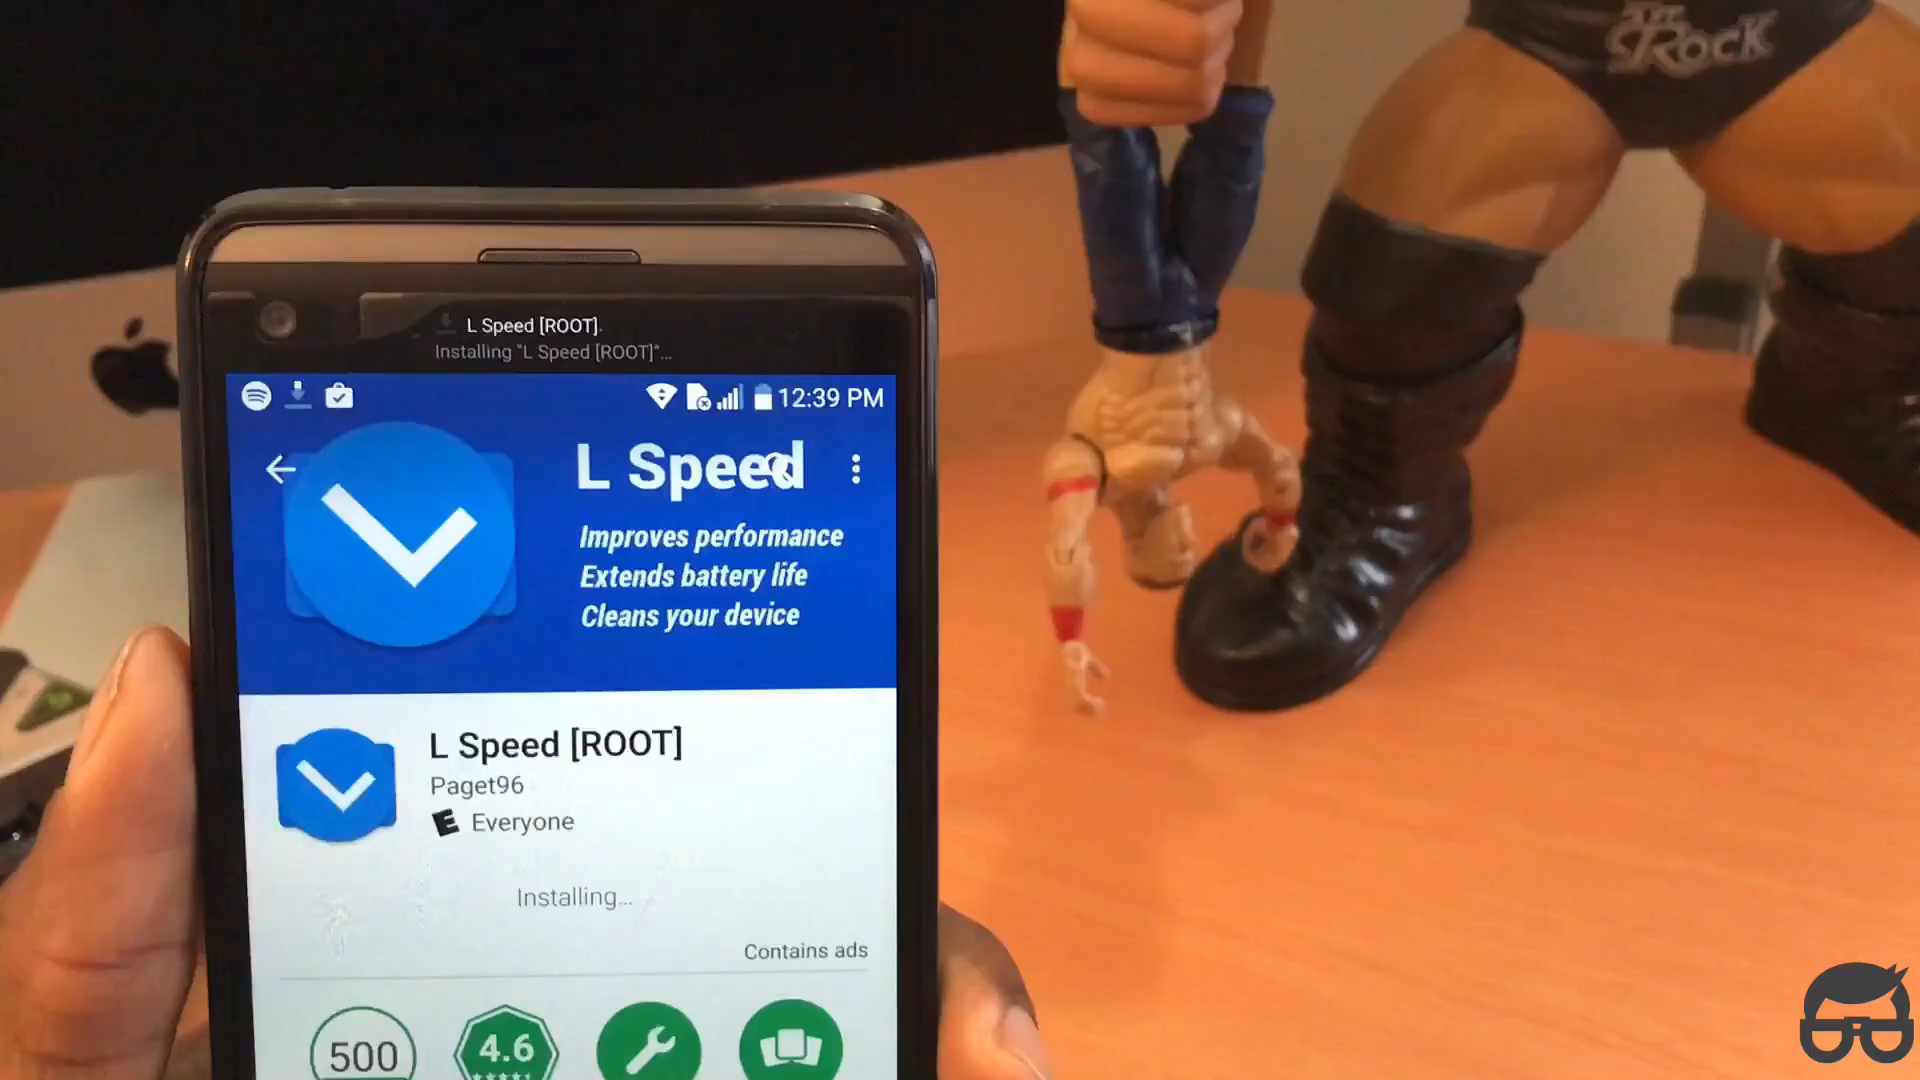 THE
Rock
L Speed [ROOT].
Installing "L Speed [ROOT]"...
12:39 PM
L Speed
Improves performance
Extends battery life
Cleans your device
L Speed [ROOT]
Paget96
E Everyone
Installing...
Contains ads
500
4.6